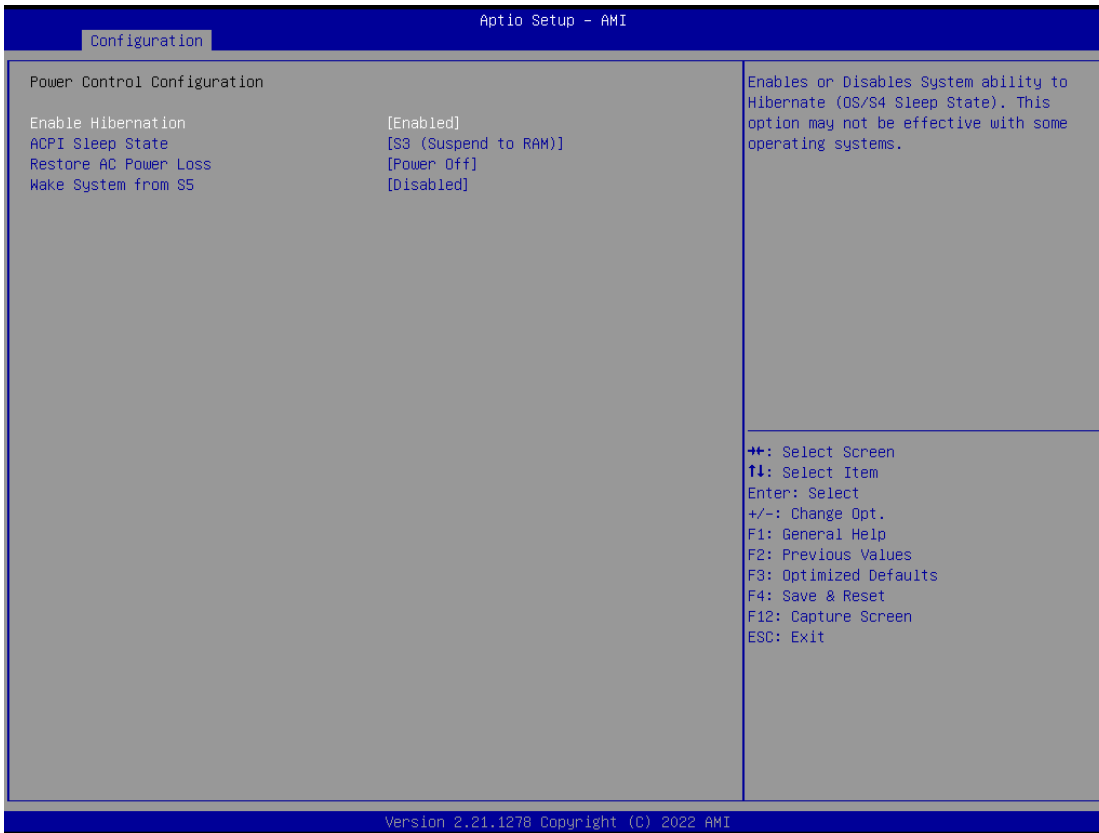 Aptio Setup – AMI
Configuration
Power Control Configuration
Enable Hibernation [Enabled]
ACPI Sleep State [S3 (Suspend to RAM)]
Restore AC Power Loss [Power Off]
Wake System from S5 [Disabled]
Enables or Disables System ability to
Hibernate (OS/S4 Sleep State). This
option may not be effective with some
operating systems.
→←: Select Screen
↑↓: Select Item
Enter: Select
+/-: Change Opt.
F1: General Help
F2: Previous Values
F3: Optimized Defaults
F4: Save & Reset
F12: Capture Screen
ESC: Exit
Version 2.21.1278 Copyright (C) 2022 AMI